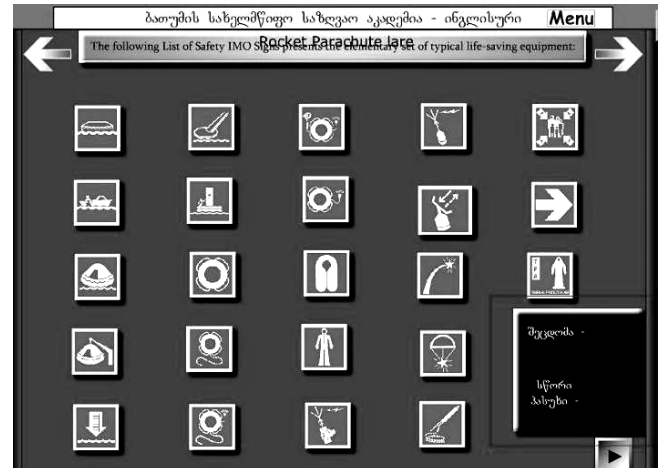 ბათუმის სახელმწიფო საზღვაო აკადემია - ინგლისური Menu
Rocket Parachute lare
The following List of Safety IMO Signs presents the elementary set of typical life-saving equipment:
TPA
შეცდომა -
სწორი
პასუხი -